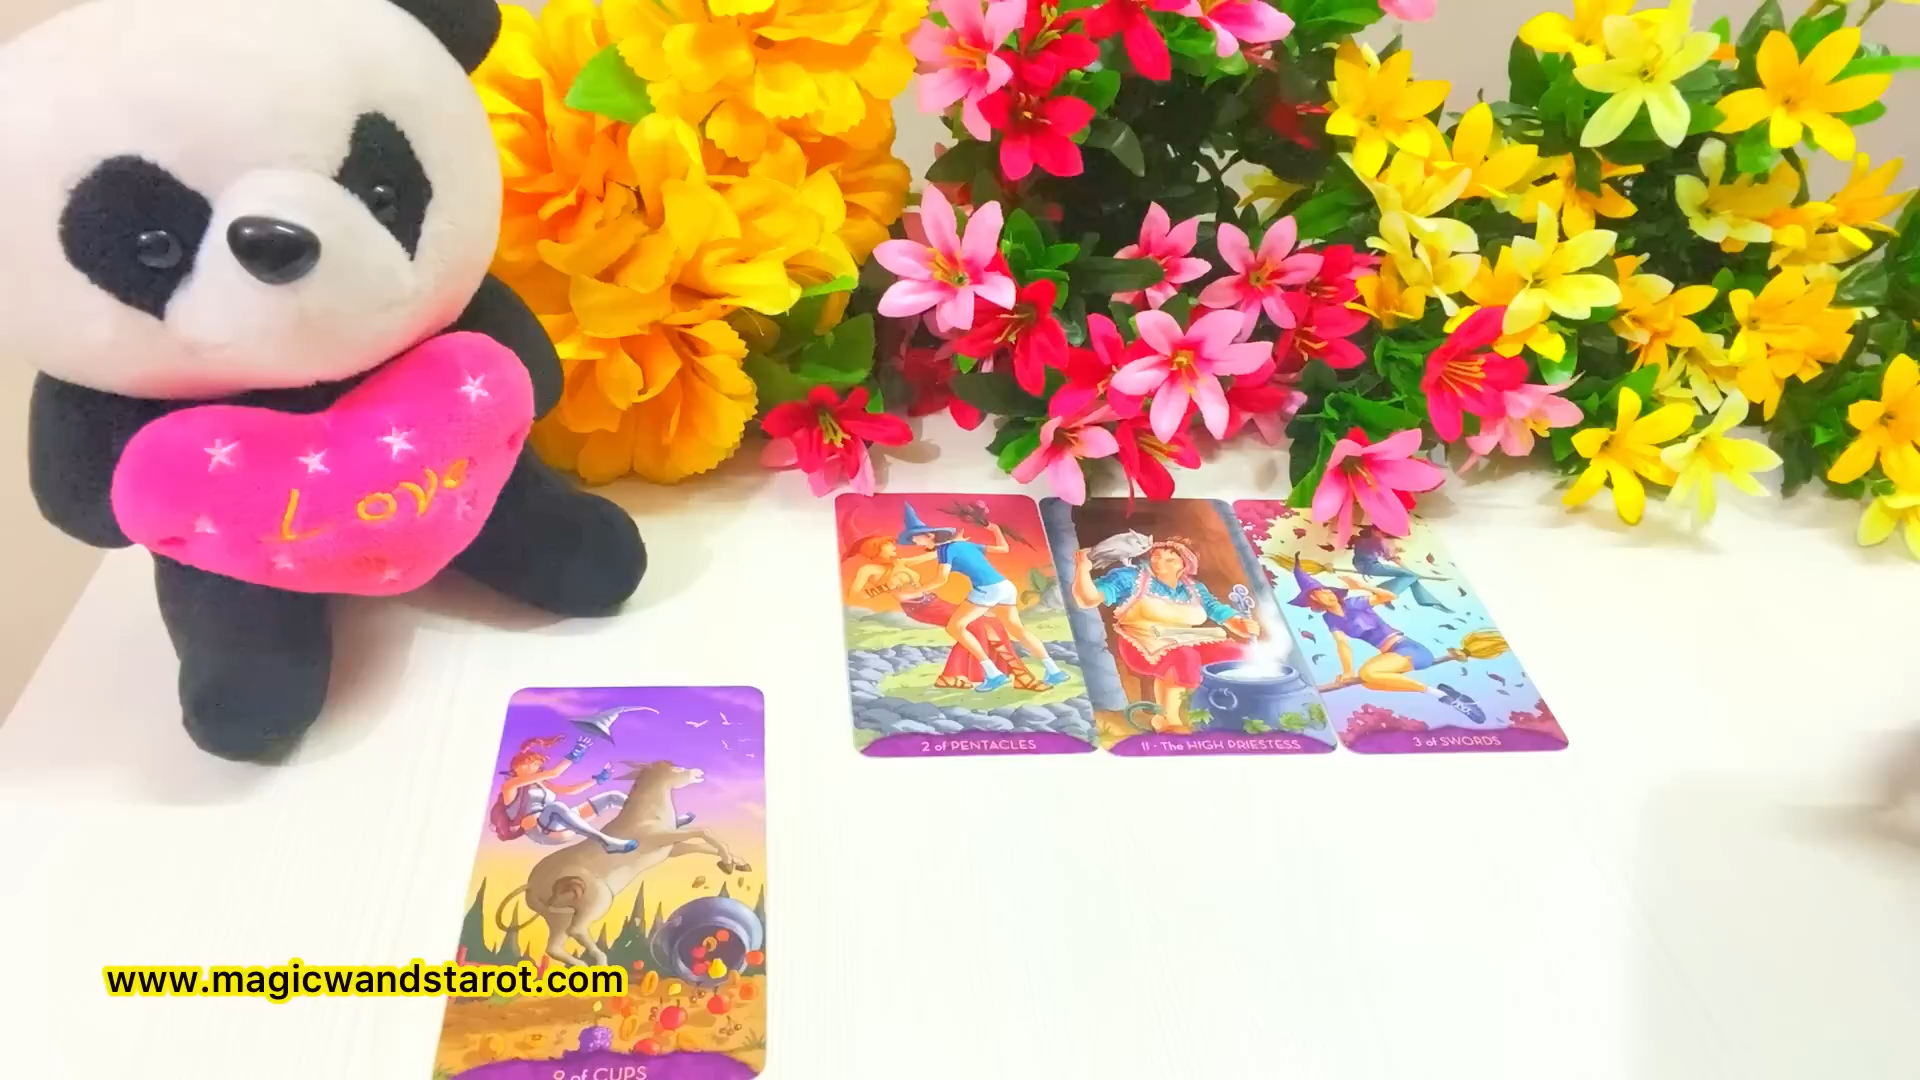 Love
2 of PENTACLES
II · The HIGH PRIESTESS
3 of SWORDS
www.magicwandstarot.com
9 of CUPS